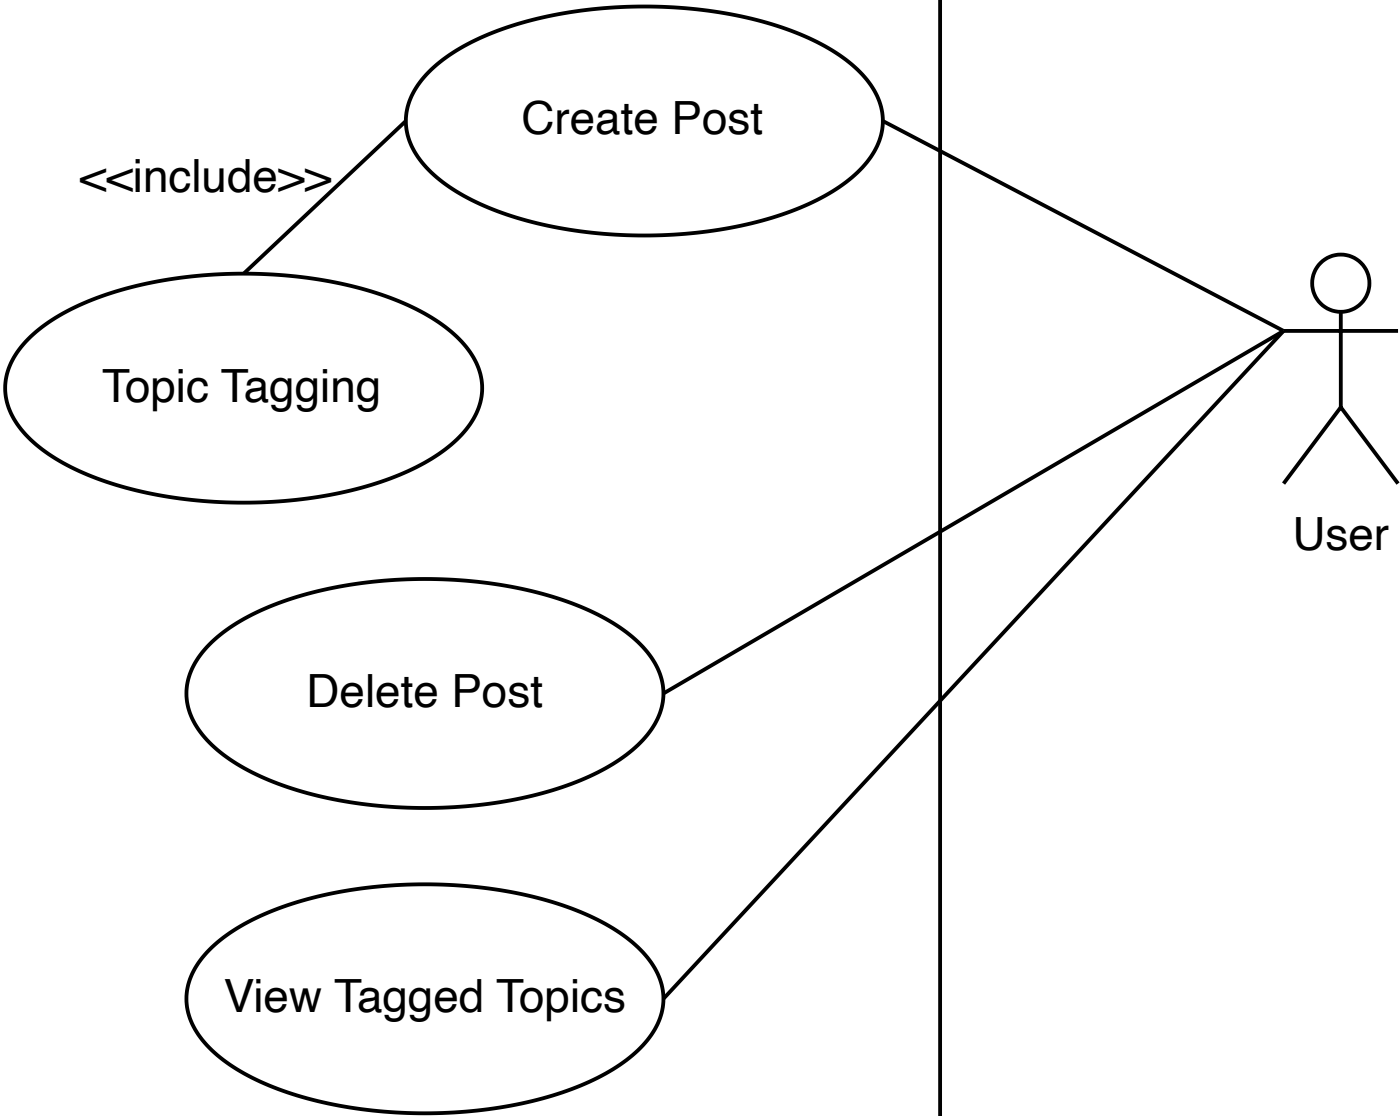 Create Post
<<include>>
Topic Tagging
User
Delete Post
View Tagged Topics